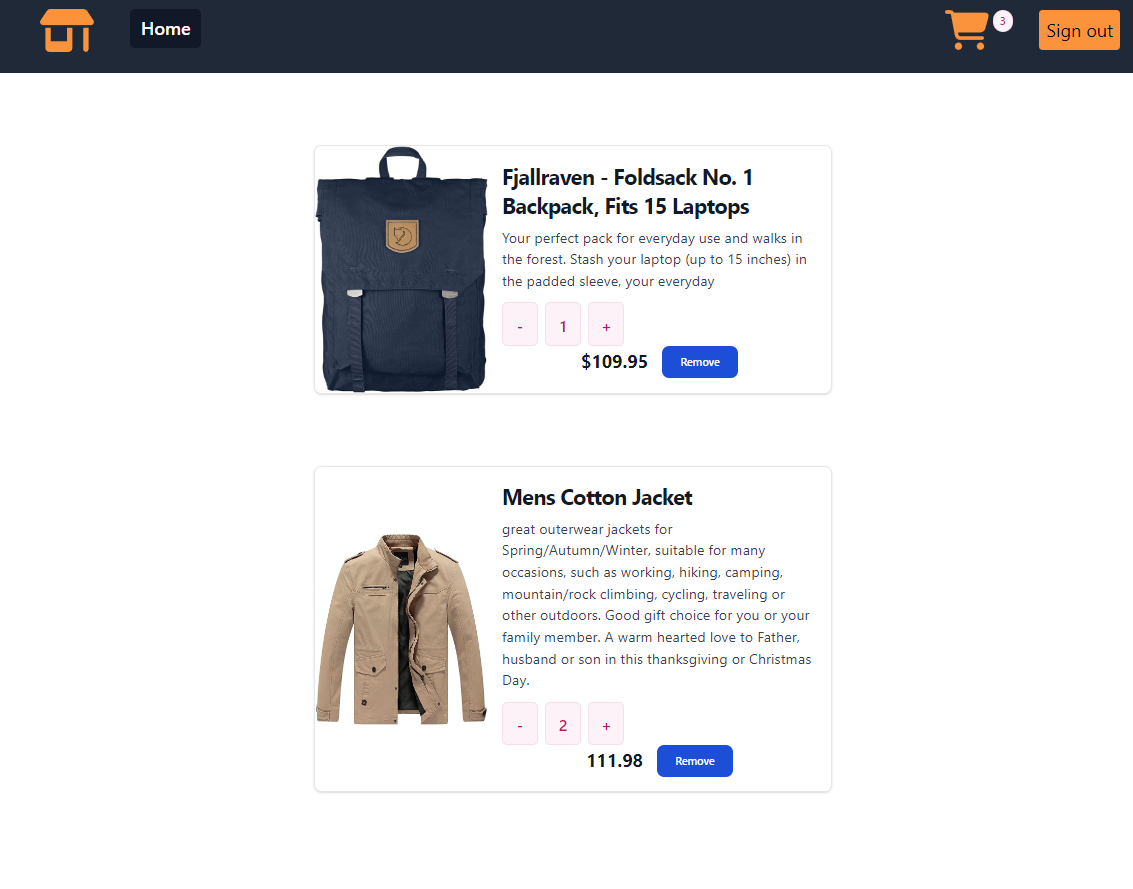 Home
3
Sign out
Fjallraven - Foldsack No. 1
Backpack, Fits 15 Laptops
Your perfect pack for everyday use and walks in
the forest. Stash your laptop (up to 15 inches) in
the padded sleeve, your everyday
- 1 +
$109.95 Remove
Mens Cotton Jacket
great outerwear jackets for
Spring/Autumn/Winter, suitable for many
occasions, such as working, hiking, camping,
mountain/rock climbing, cycling, traveling or
other outdoors. Good gift choice for you or your
family member. A warm hearted love to Father,
husband or son in this thanksgiving or Christmas
Day.
- 2 +
111.98 Remove